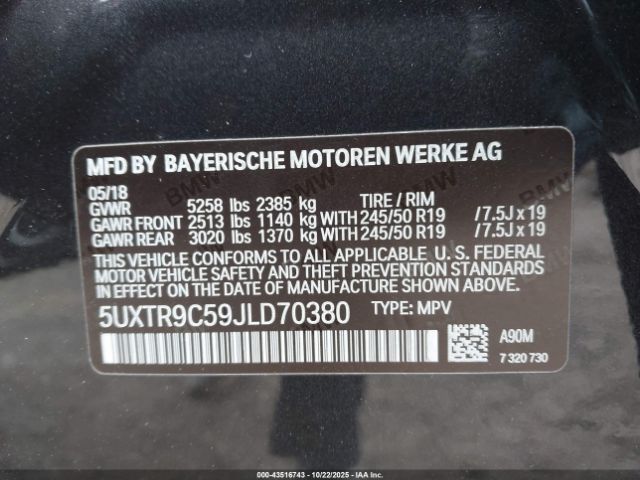 MFD BY BAYERISCHE MOTOREN WERKE AG
05/18
GVWR 5258 lbs 2385 kg TIRE / RIM
GAWR FRONT 2513 lbs 1140 kg WITH 245/50 R19 /7.5J x 19
GAWR REAR 3020 lbs 1370 kg WITH 245/50 R19 /7.5J x 19
THIS VEHICLE CONFORMS TO ALL APPLICABLE U. S. FEDERAL
MOTOR VEHICLE SAFETY AND THEFT PREVENTION STANDARDS
IN EFFECT ON THE DATE OF MANUFACTURE SHOWN ABOVE.
5UXTR9C59JLD70380 TYPE: MPV
A90M
7 320 730
000-43516743 - 10/22/2025 - COPYRIGHT IAA, LLC